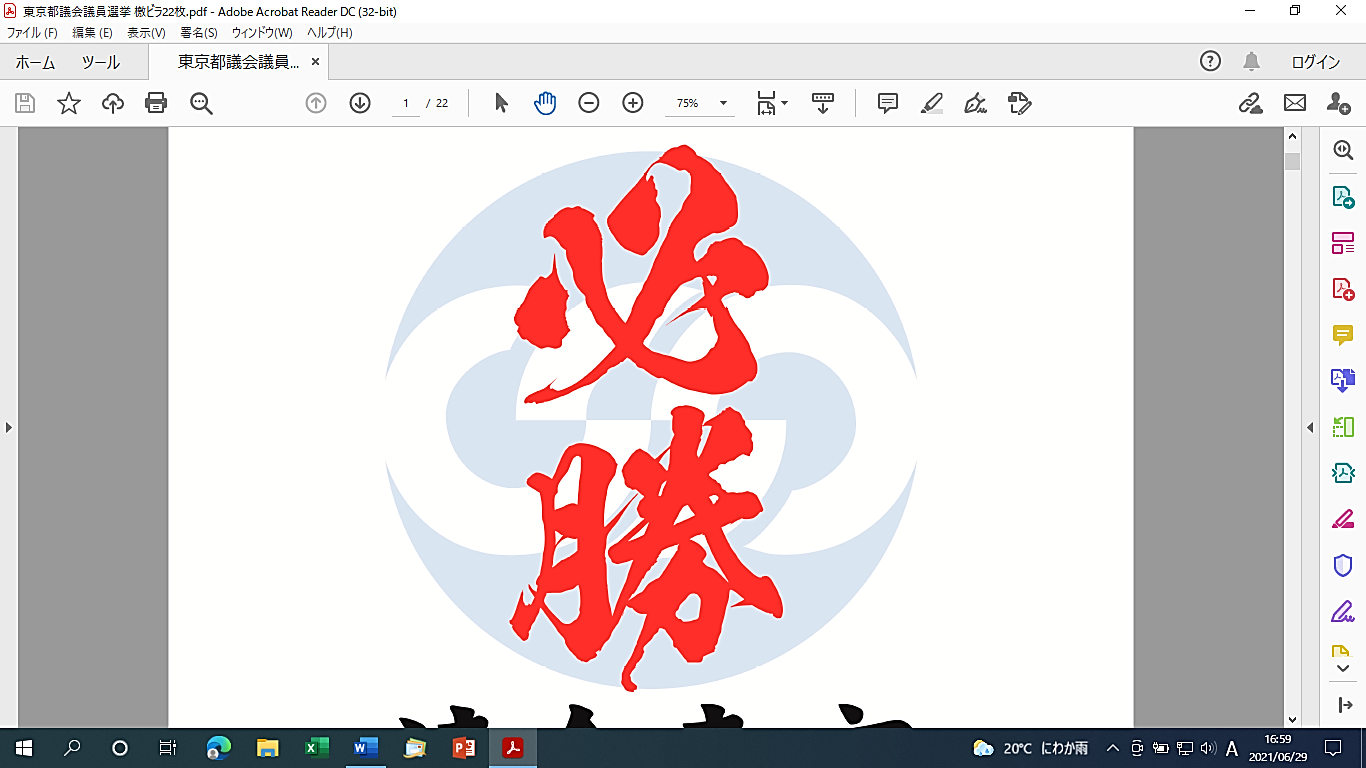 東京都議会議員選挙 檄ビラ22枚.pdf - Adobe Acrobat Reader DC (32-bit)
ファイル(F) 編集(E) 表示(V) 署名(S) ウィンドウ(W) ヘルプ(H)
ホーム ツール 東京都議会議員... × ログイン
1 / 22 75%
必
勝
20°C にわか雨 A 16:59
2021/06/29